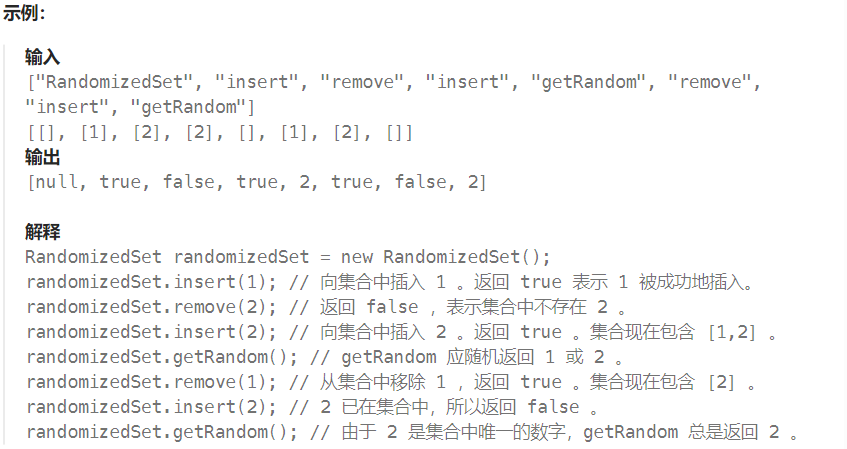 示例：
输入
["RandomizedSet", "insert", "remove", "insert", "getRandom", "remove",
"insert", "getRandom"]
[[], [1], [2], [2], [], [1], [2], []]
输出
[null, true, false, true, 2, true, false, 2]
解释
RandomizedSet randomizedSet = new RandomizedSet();
randomizedSet.insert(1); // 向集合中插入 1 。返回 true 表示 1 被成功地插入。
randomizedSet.remove(2); // 返回 false ，表示集合中不存在 2 。
randomizedSet.insert(2); // 向集合中插入 2 。返回 true 。集合现在包含 [1,2] 。
randomizedSet.getRandom(); // getRandom 应随机返回 1 或 2 。
randomizedSet.remove(1); // 从集合中移除 1 ，返回 true 。集合现在包含 [2] 。
randomizedSet.insert(2); // 2 已在集合中，所以返回 false 。
randomizedSet.getRandom(); // 由于 2 是集合中唯一的数字，getRandom 总是返回 2 。